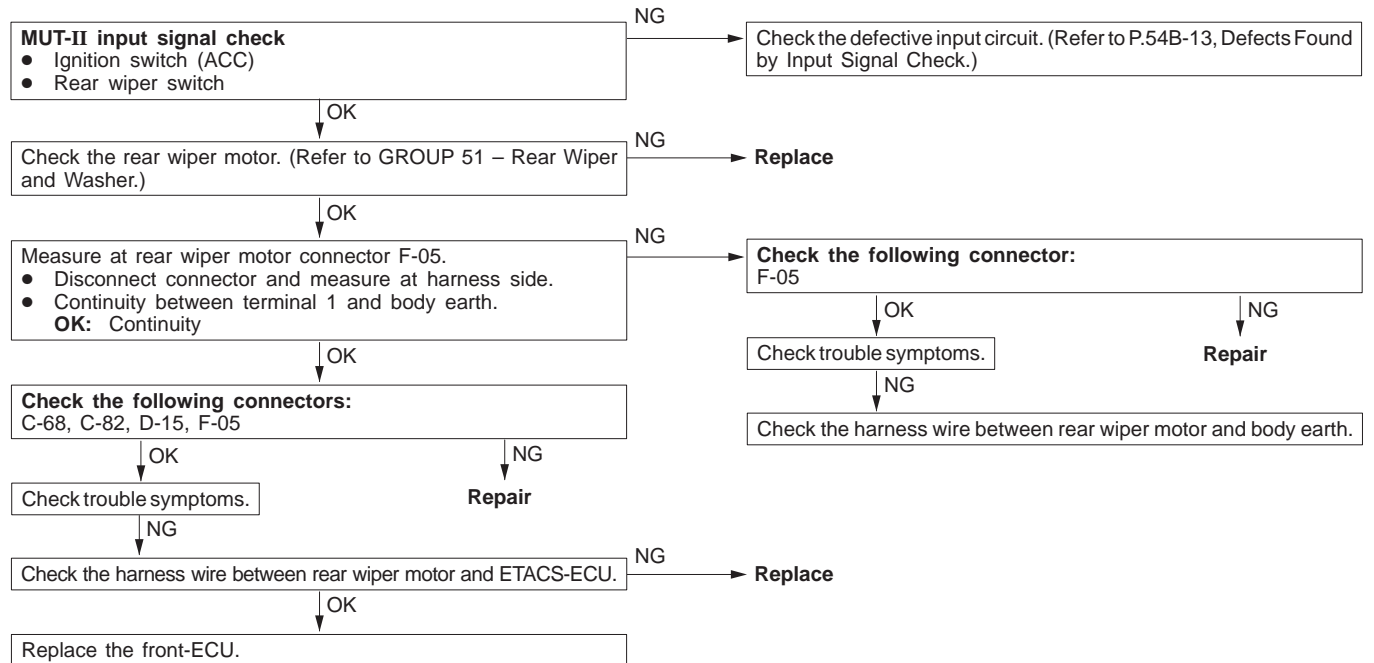 MUT-II input signal check
● Ignition switch (ACC)
● Rear wiper switch
NG
Check the defective input circuit. (Refer to P.54B-13, Defects Found
by Input Signal Check.)
OK
Check the rear wiper motor. (Refer to GROUP 51 – Rear Wiper
and Washer.)
NG
Replace
OK
Measure at rear wiper motor connector F-05.
● Disconnect connector and measure at harness side.
● Continuity between terminal 1 and body earth.
OK: Continuity
NG
Check the following connector:
F-05
OK
NG
Check trouble symptoms.
Repair
NG
Check the harness wire between rear wiper motor and body earth.
OK
Check the following connectors:
C-68, C-82, D-15, F-05
OK
NG
Check trouble symptoms.
Repair
NG
Check the harness wire between rear wiper motor and ETACS-ECU.
NG
Replace
OK
Replace the front-ECU.